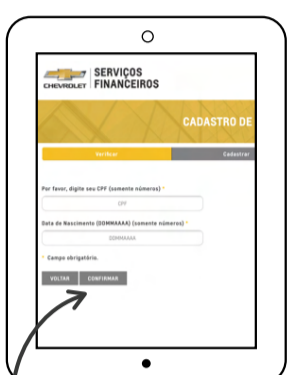 CHEVROLET
SERVIÇOS
FINANCEIROS
CADASTRO DE
Verificar
Cadastrar
Por favor, digite seu CPF (somente números) *
CPF
Data de Nascimento (DDMMAAAA) (somente números) *
DDMMAAAA
* Campo obrigatório.
VOLTAR CONFIRMAR